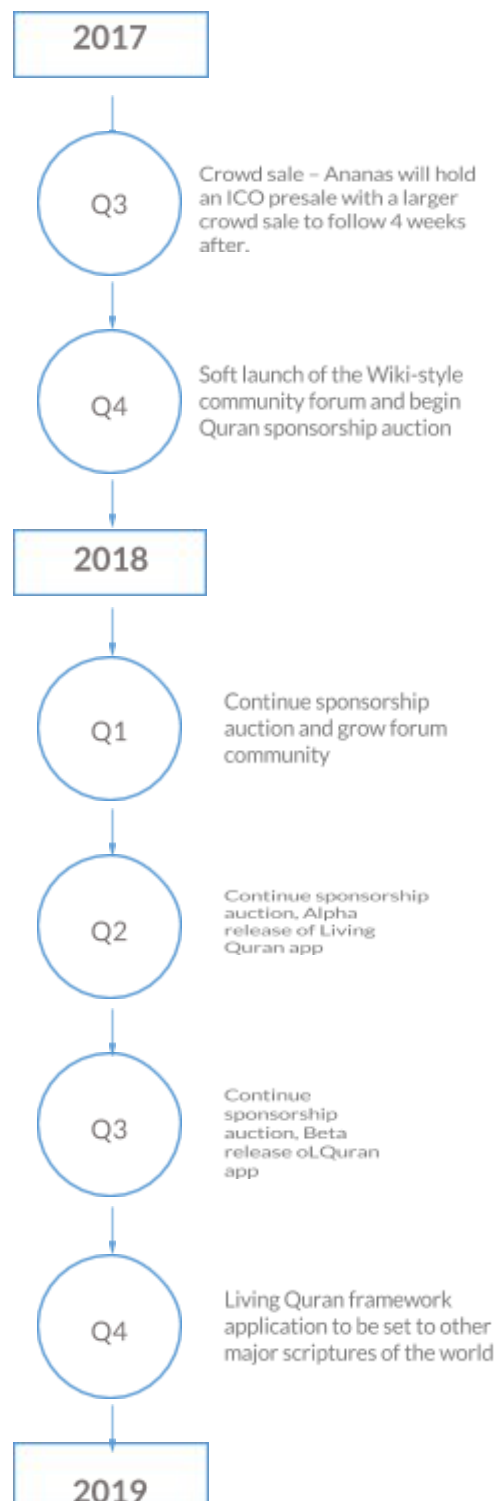 2017
Q3
Crowd sale – Ananas will hold
an ICO presale with a larger
crowd sale to follow 4 weeks
after.
Q4
Soft launch of the Wiki-style
community forum and begin
Quran sponsorship auction
2018
Q1
Continue sponsorship
auction and grow forum
community
Q2
Continue sponsorship
auction, Alpha
release of Living
Quran app
Q3
Continue
sponsorship
auction, Beta
release oLQuran
app
Q4
Living Quran framework
application to be set to other
major scriptures of the world
2019